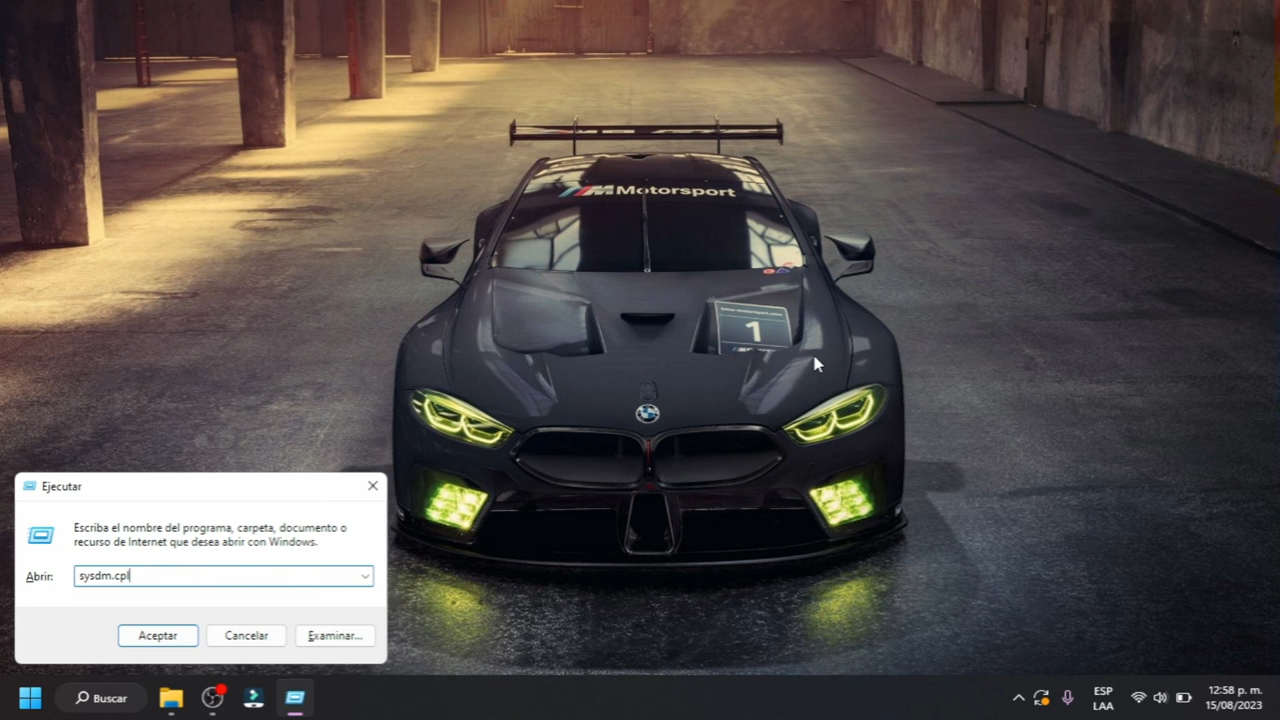 Motorsport
1
Ejecutar
Escriba el nombre del programa, carpeta, documento o
recurso de Internet que desea abrir con Windows.
Abrir:
sysdm.cpl
Aceptar
Cancelar
Examinar...
Buscar
ESP
LAA
12:58 p. m.
15/08/2023